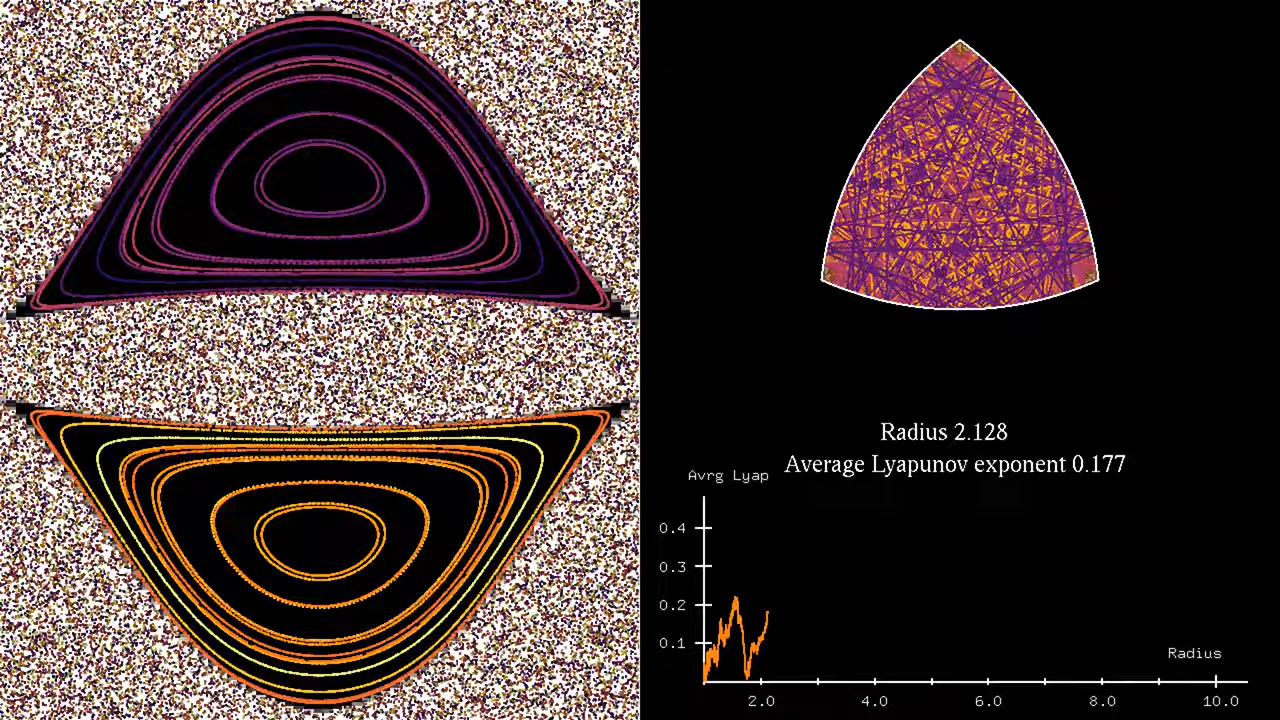 Radius 2.128
Average Lyapunov exponent 0.177
Avrg Lyap
0.4
0.3
0.2
0.1
Radius
2.0 4.0 6.0 8.0 10.0